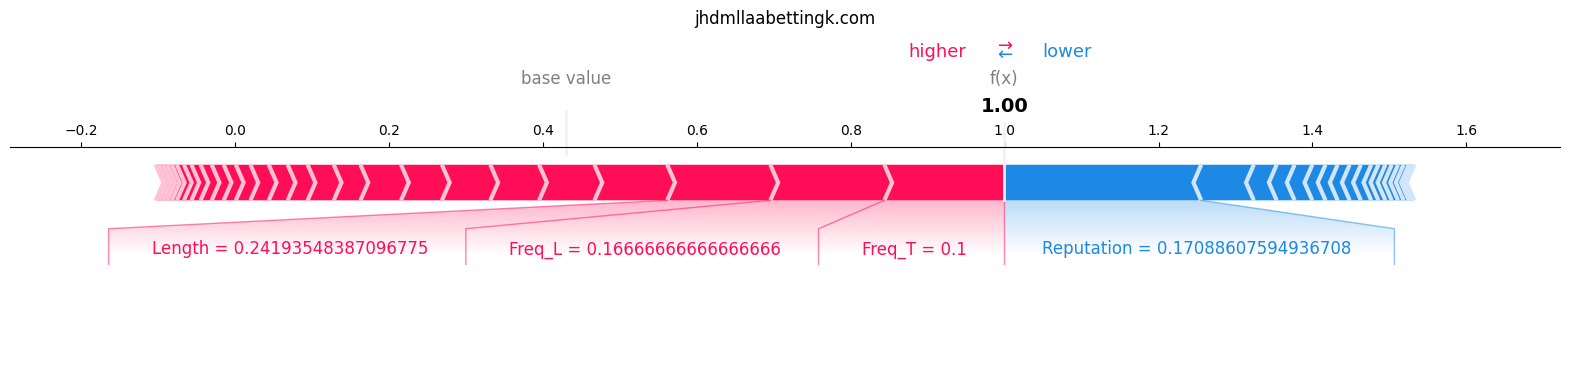 jhdmllaabettingk.com
higher ⇄ lower
base value f(x)
1.00
−0.2 0.0 0.2 0.4 0.6 0.8 1.0 1.2 1.4 1.6
Length = 0.24193548387096775 Freq_L = 0.1666666666666666 Freq_T = 0.1 Reputation = 0.17088607594936708